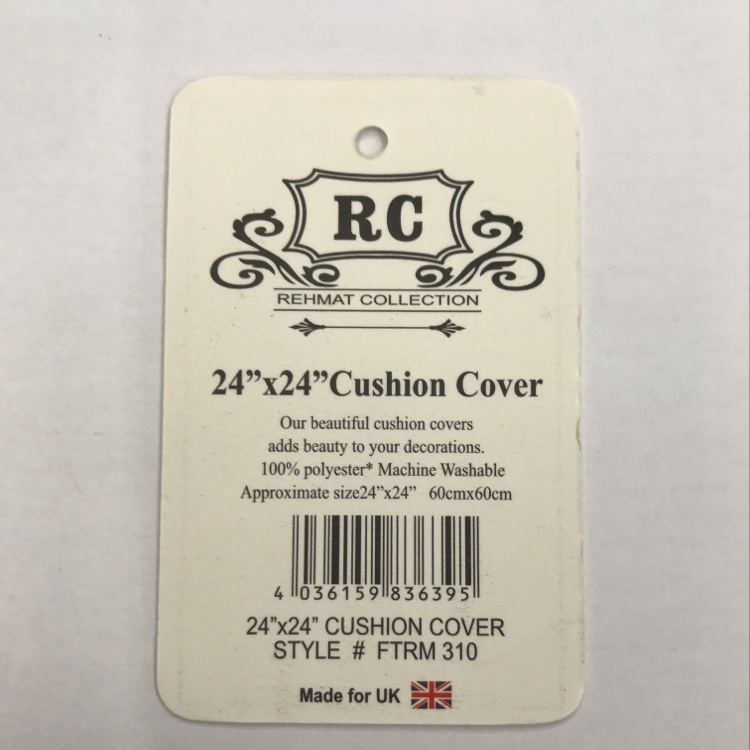 RC
REHMAT COLLECTION
24”x24”Cushion Cover
Our beautiful cushion covers
adds beauty to your decorations.
100% polyester* Machine Washable
Approximate size24”x24” 60cmx60cm
4 036159 836395
24”x24” CUSHION COVER
STYLE # FTRM 310
Made for UK